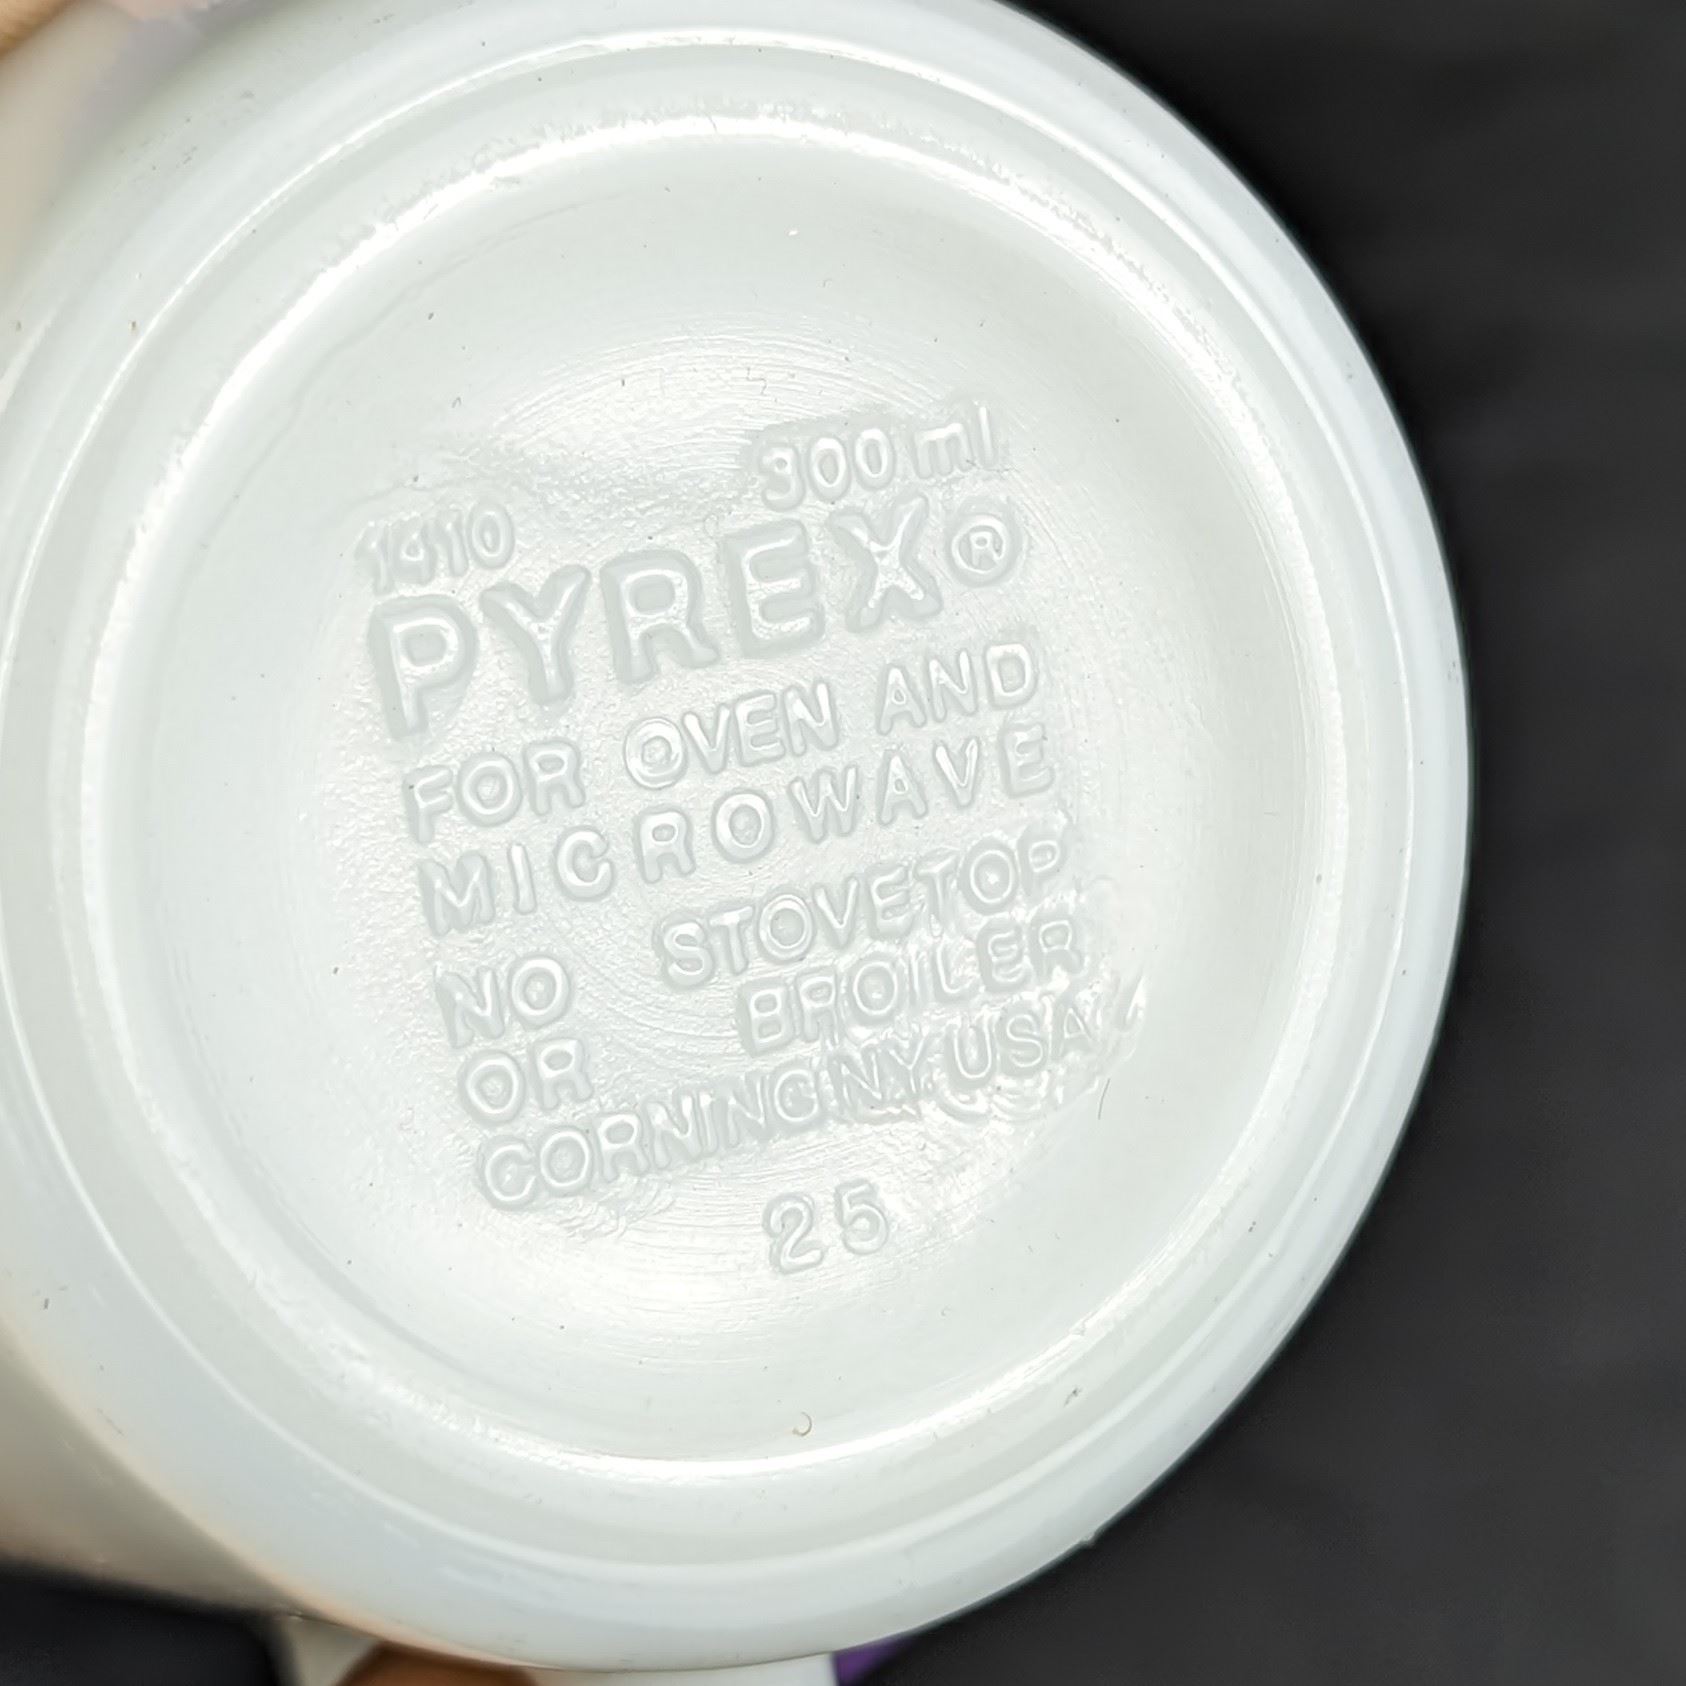 1410 300 ml
PYREX®
FOR OVEN AND
MICROWAVE
NO STOVETOP
OR BROILER
CORNING NY USA
25